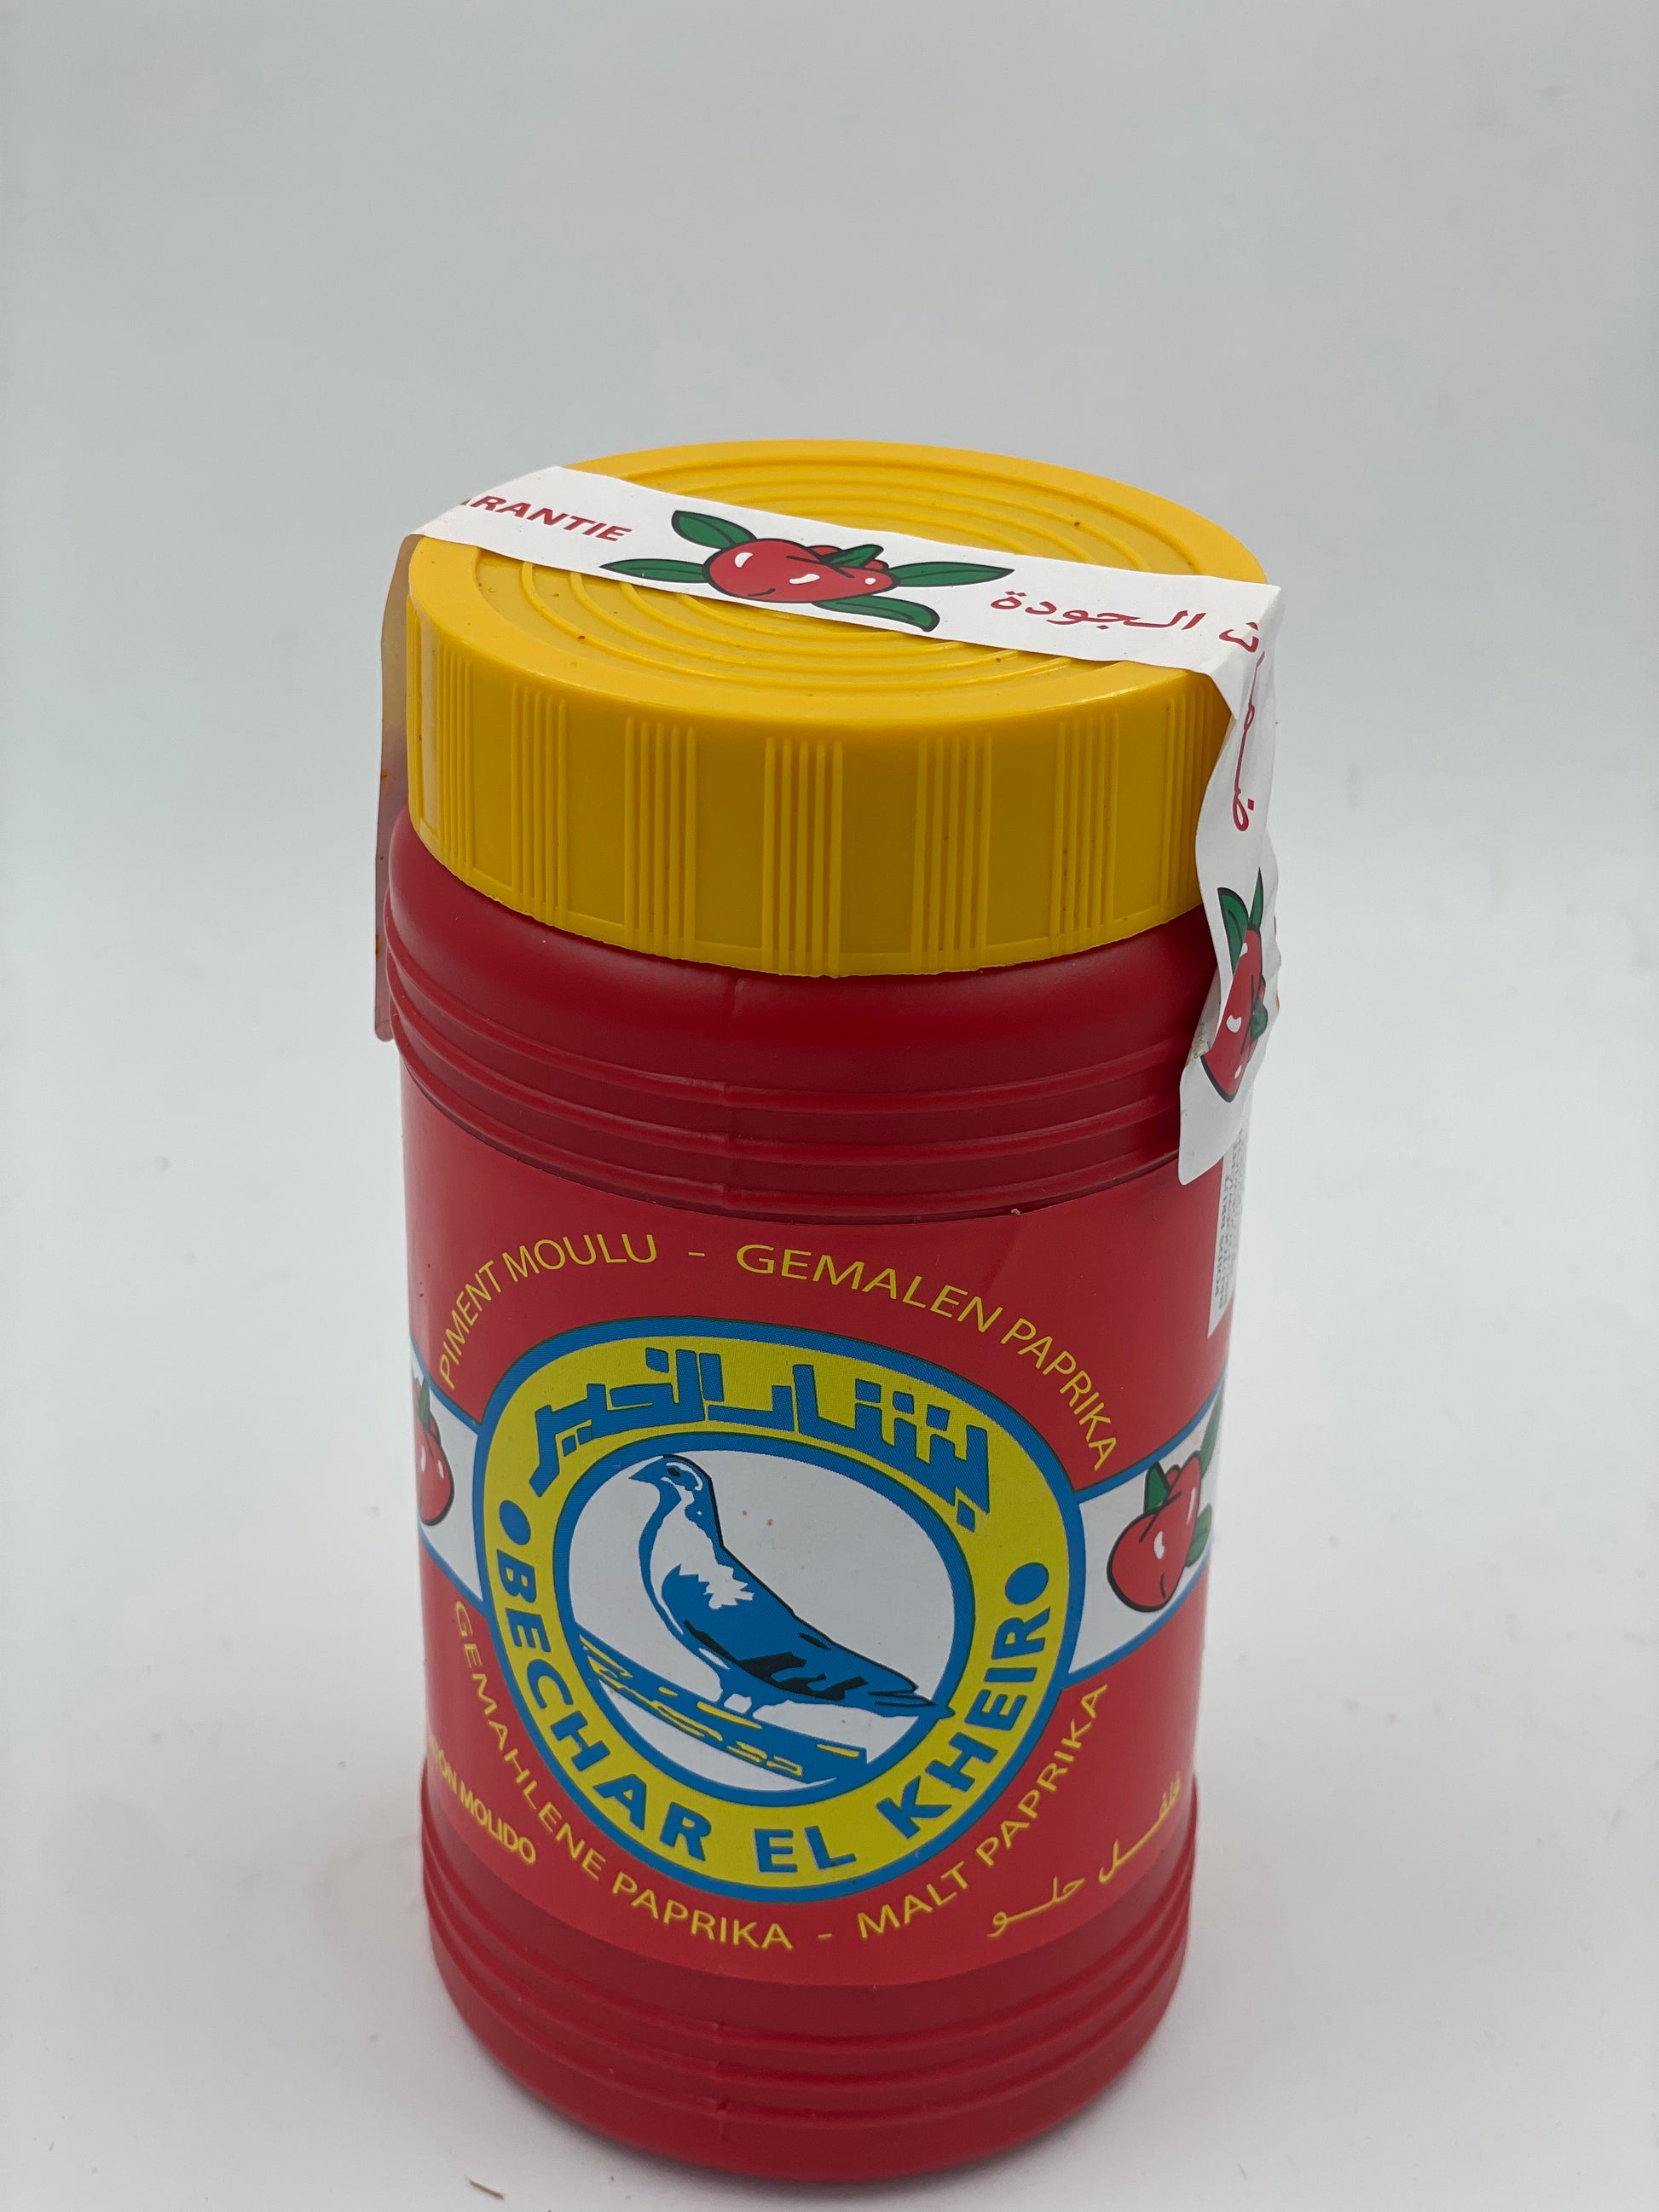 ARANTIE
الجودة
PIMENT MOULU - GEMALEN PAPRIKA
بشار الخير
BECHAR EL KHEIR
GEMAHLENE PAPRIKA - MALT PAPRIKA
MOLIDO
فلفل حلو